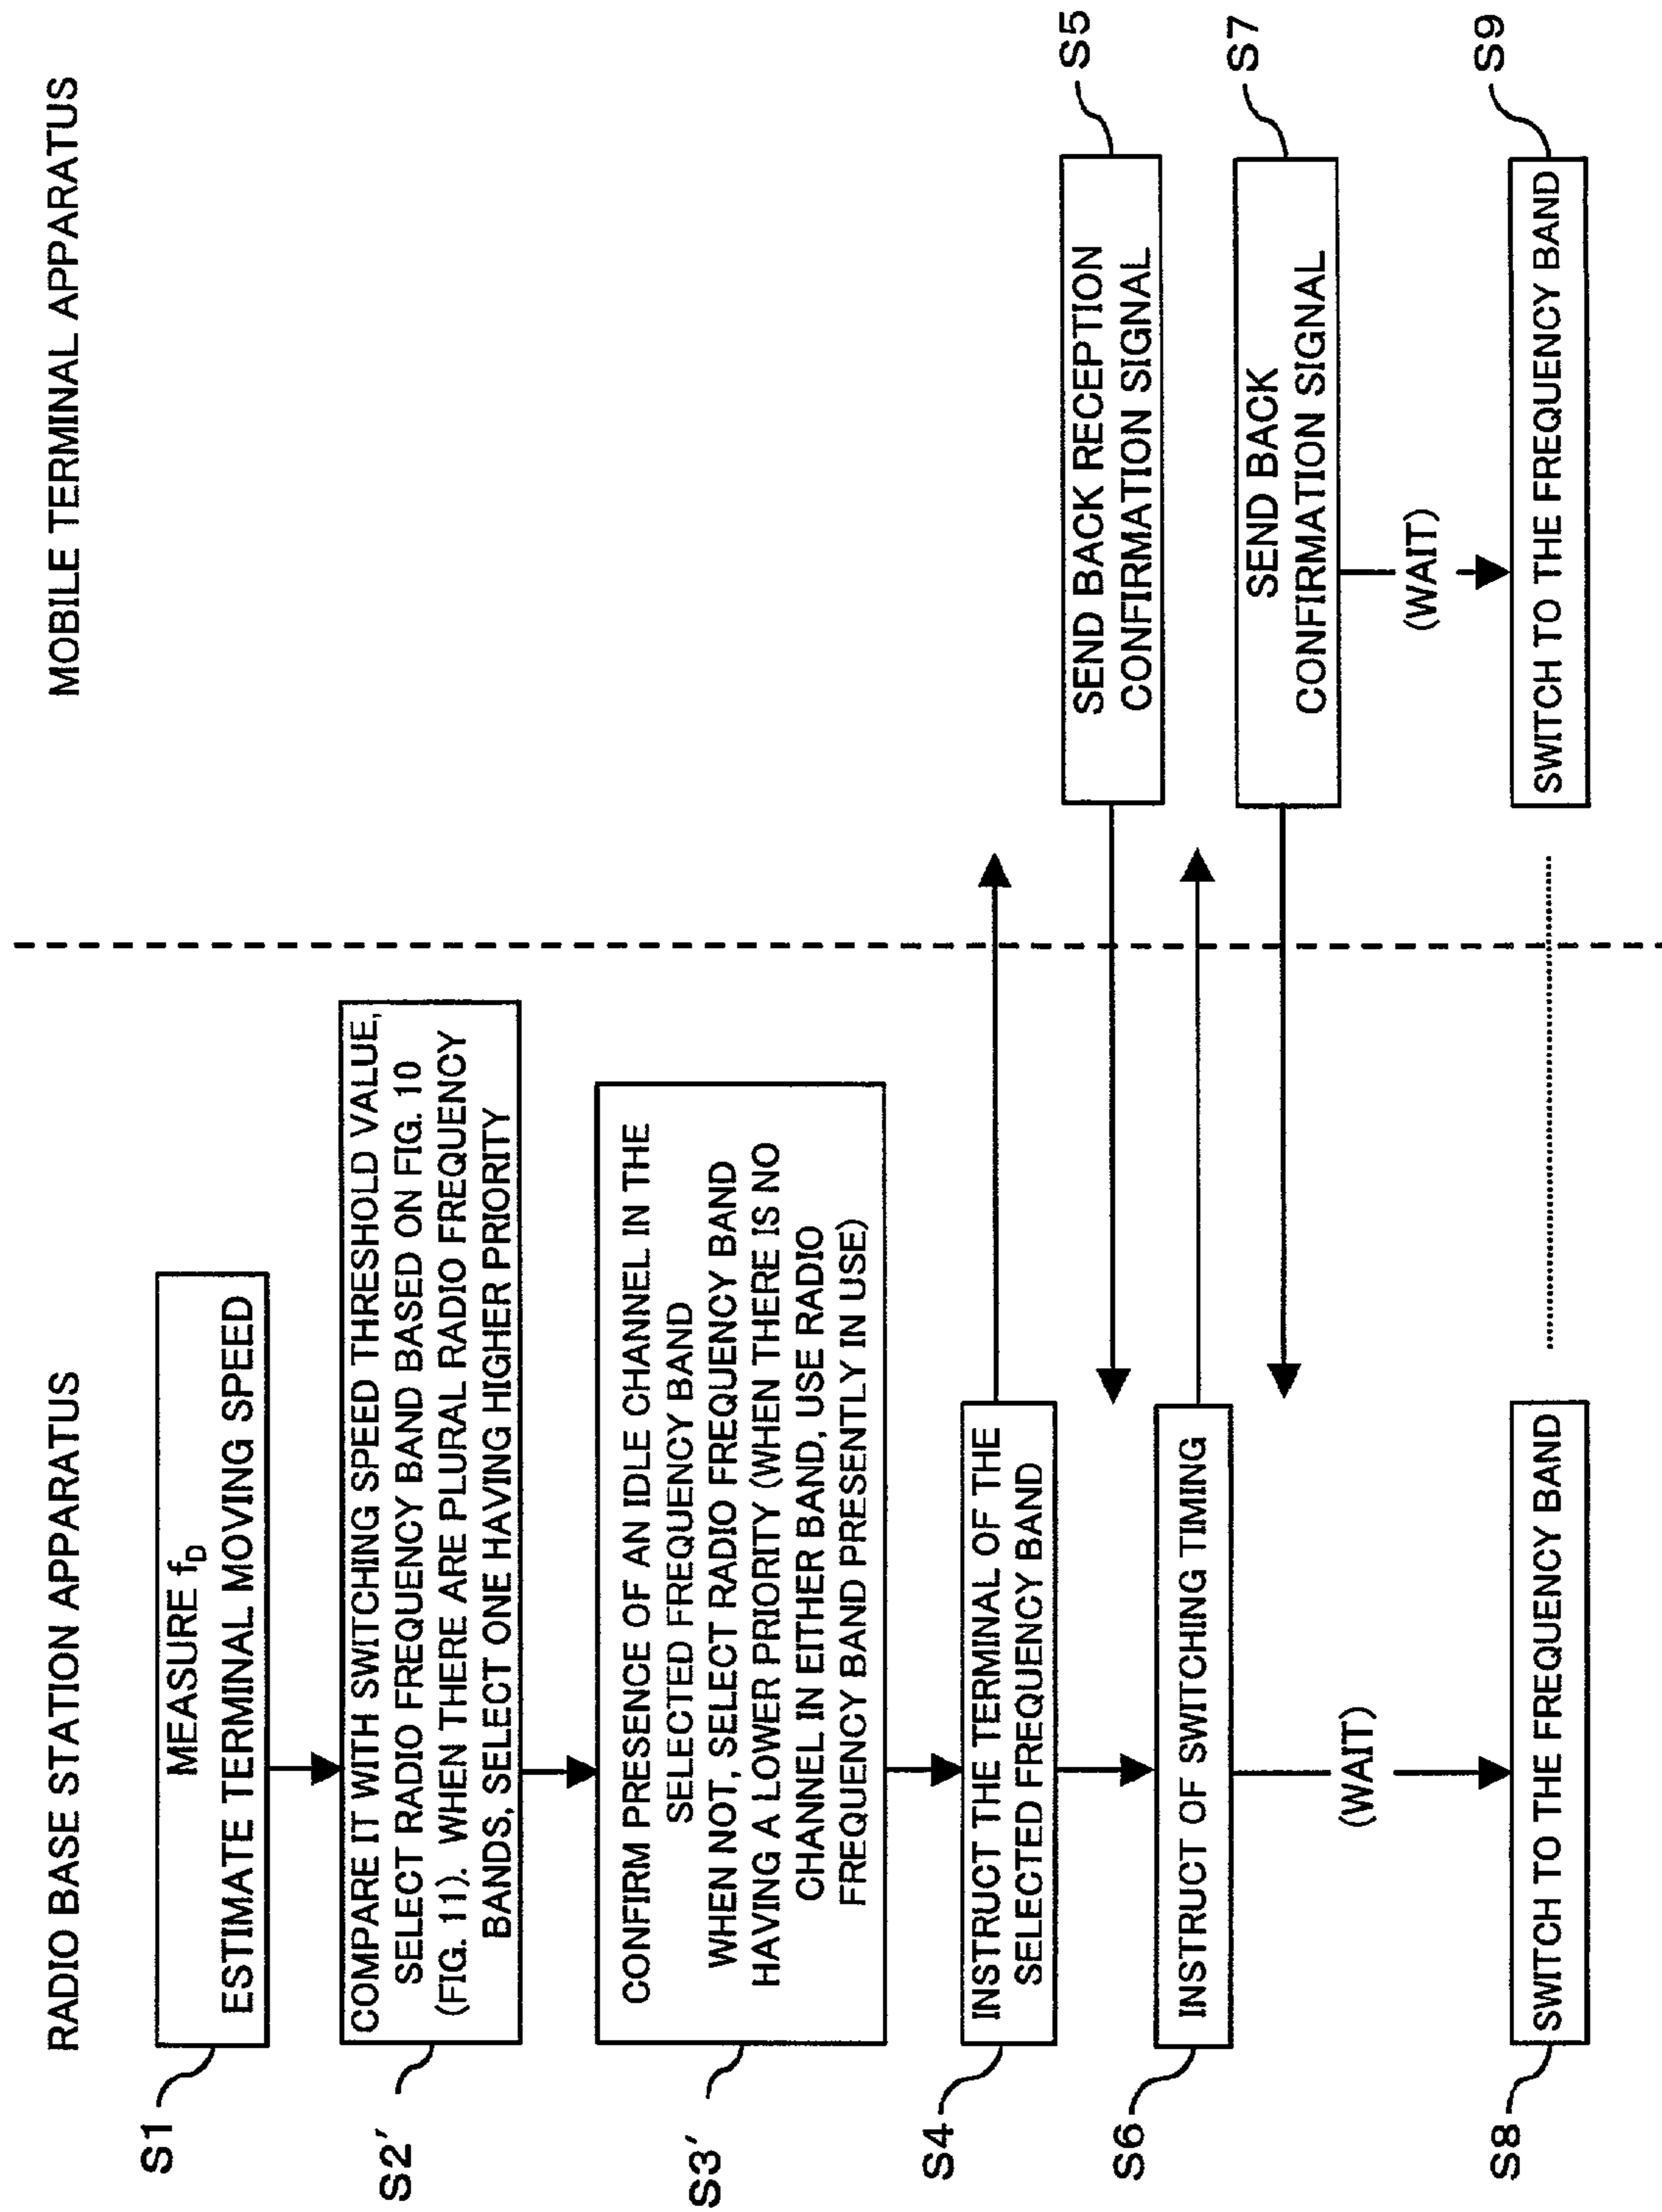 RADIO BASE STATION APPARATUS
MOBILE TERMINAL APPARATUS
S1
MEASURE fD
ESTIMATE TERMINAL MOVING SPEED
S2′
COMPARE IT WITH SWITCHING SPEED THRESHOLD VALUE,
SELECT RADIO FREQUENCY BAND BASED ON FIG. 10
(FIG. 11). WHEN THERE ARE PLURAL RADIO FREQUENCY
BANDS, SELECT ONE HAVING HIGHER PRIORITY
S3′
CONFIRM PRESENCE OF AN IDLE CHANNEL IN THE
SELECTED FREQUENCY BAND
WHEN NOT, SELECT RADIO FREQUENCY BAND
HAVING A LOWER PRIORITY (WHEN THERE IS NO
CHANNEL IN EITHER BAND, USE RADIO
FREQUENCY BAND PRESENTLY IN USE)
S4
INSTRUCT THE TERMINAL OF THE
SELECTED FREQUENCY BAND
SEND BACK RECEPTION
CONFIRMATION SIGNAL
S5
S6
INSTRUCT OF SWITCHING TIMING
SEND BACK
CONFIRMATION SIGNAL
S7
(WAIT)
(WAIT)
S8
SWITCH TO THE FREQUENCY BAND
SWITCH TO THE FREQUENCY BAND
S9